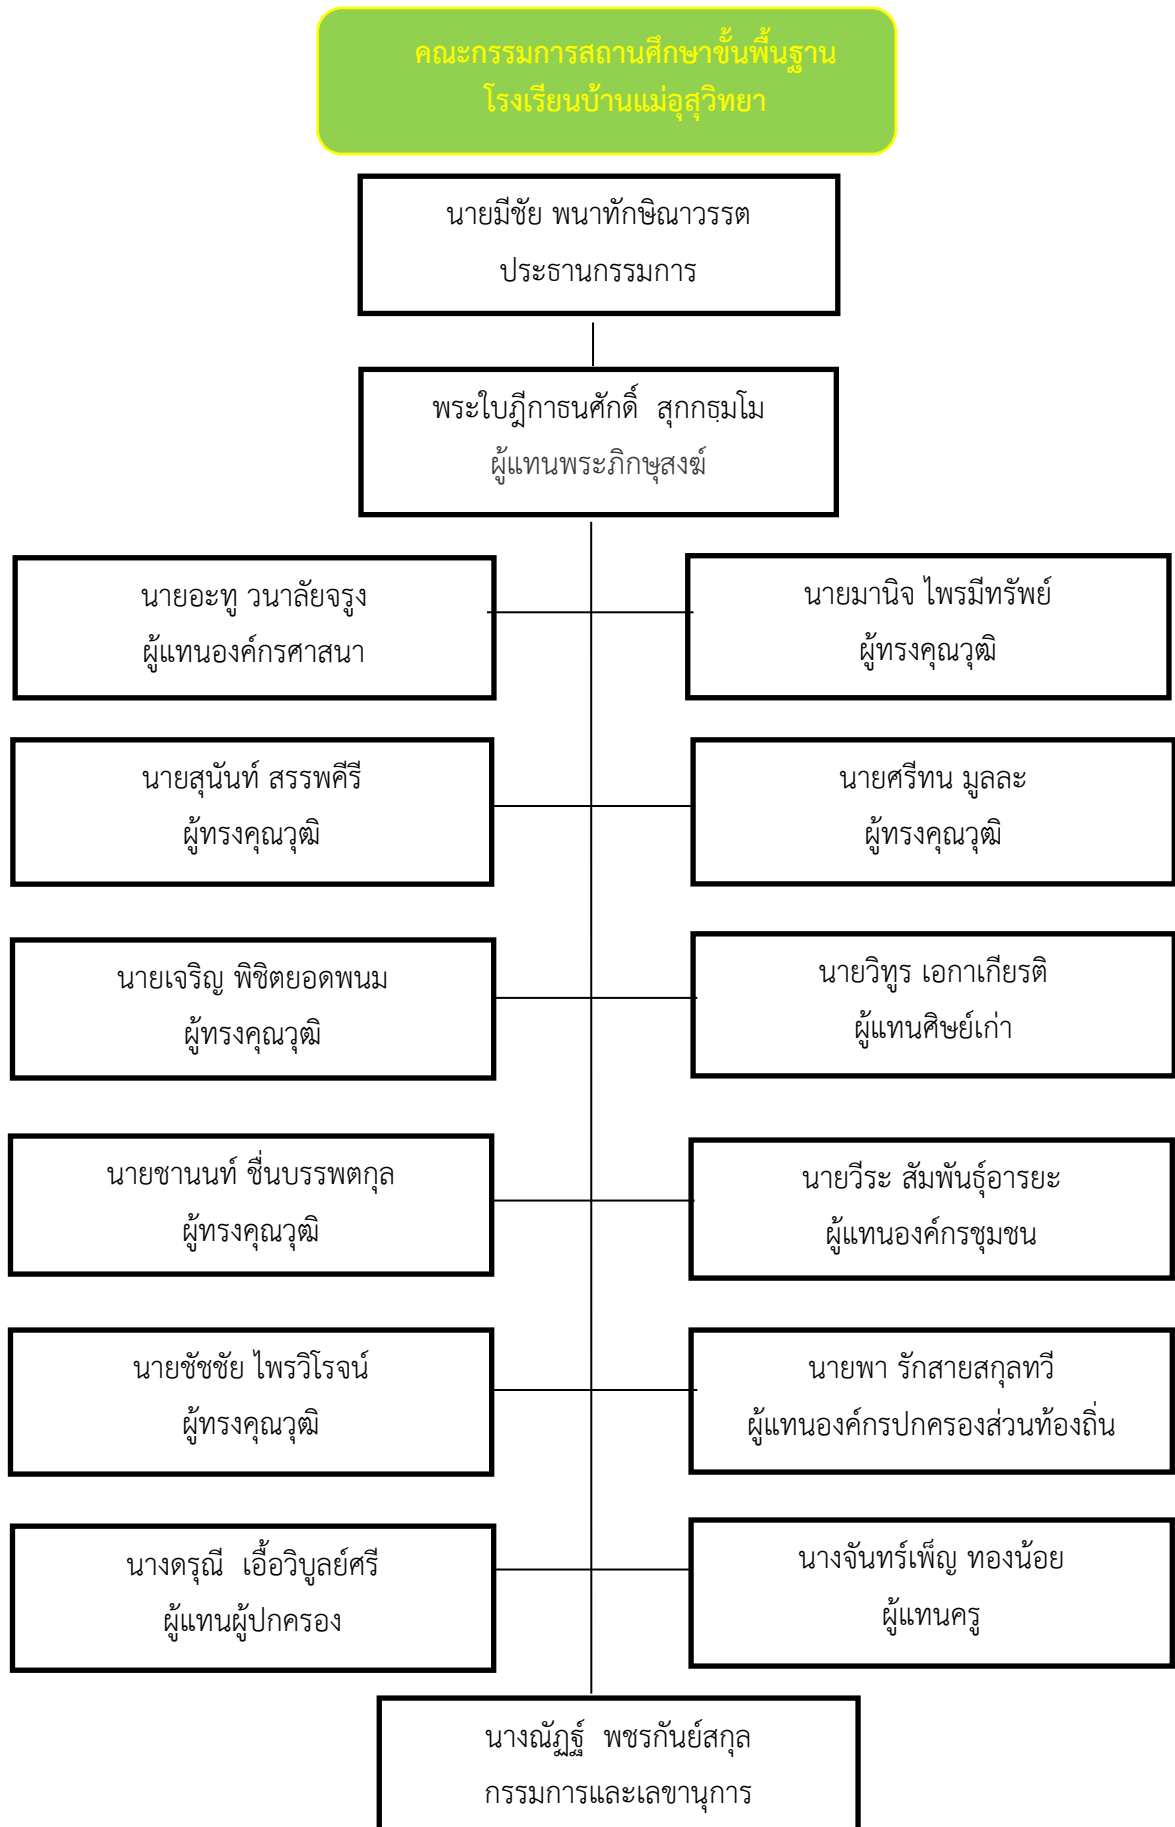 คณะกรรมการสถานศึกษาขั้นพื้นฐาน
โรงเรียนบ้านแม่อุสุวิทยา
นายมีชัย พนาทักษิณาวรรต
ประธานกรรมการ
พระใบฎีกาธนศักดิ์ สุกกธฺมโม
ผู้แทนพระภิกษุสงฆ์
นายอะทู วนาลัยจรูง
ผู้แทนองค์กรศาสนา
นายมานิจ ไพรมีทรัพย์
ผู้ทรงคุณวุฒิ
นายสุนันท์ สรรพคีรี
ผู้ทรงคุณวุฒิ
นายศรีทน มูลละ
ผู้ทรงคุณวุฒิ
นายเจริญ พิชิตยอดพนม
ผู้ทรงคุณวุฒิ
นายวิทูร เอกาเกียรติ
ผู้แทนศิษย์เก่า
นายชานนท์ ชื่นบรรพตกุล
ผู้ทรงคุณวุฒิ
นายวีระ สัมพันธุ์อารยะ
ผู้แทนองค์กรชุมชน
นายชัชชัย ไพรวิโรจน์
ผู้ทรงคุณวุฒิ
นายพา รักสายสกุลทวี
ผู้แทนองค์กรปกครองส่วนท้องถิ่น
นางดรุณี เอื้อวิบูลย์ศรี
ผู้แทนผู้ปกครอง
นางจันทร์เพ็ญ ทองน้อย
ผู้แทนครู
นางณัฏฐ์ พชรกันย์สกุล
กรรมการและเลขานุการ